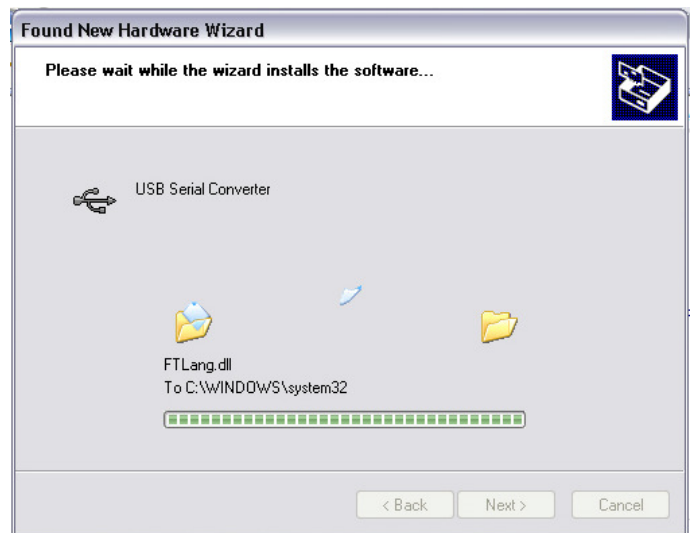 Found New Hardware Wizard
Please wait while the wizard installs the software...
USB Serial Converter
FTLang.dll
To C:\WINDOWS\system32
< Back
Next >
Cancel